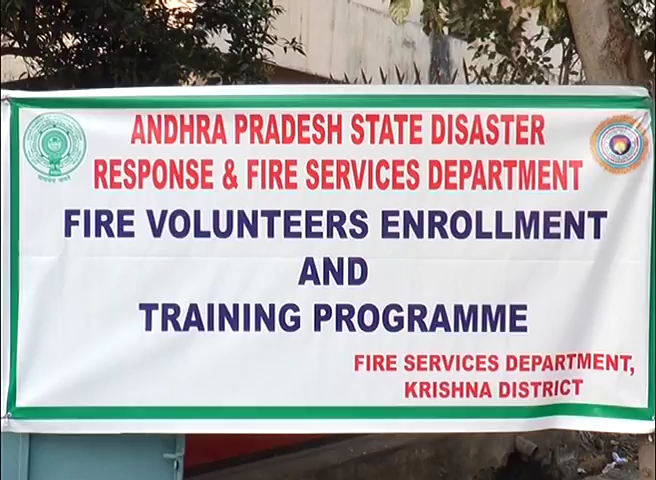 ANDHRA PRADESH STATE DISASTER
RESPONSE & FIRE SERVICES DEPARTMENT
FIRE VOLUNTEERS ENROLLMENT
AND
TRAINING PROGRAMME
FIRE SERVICES DEPARTMENT,
KRISHNA DISTRICT